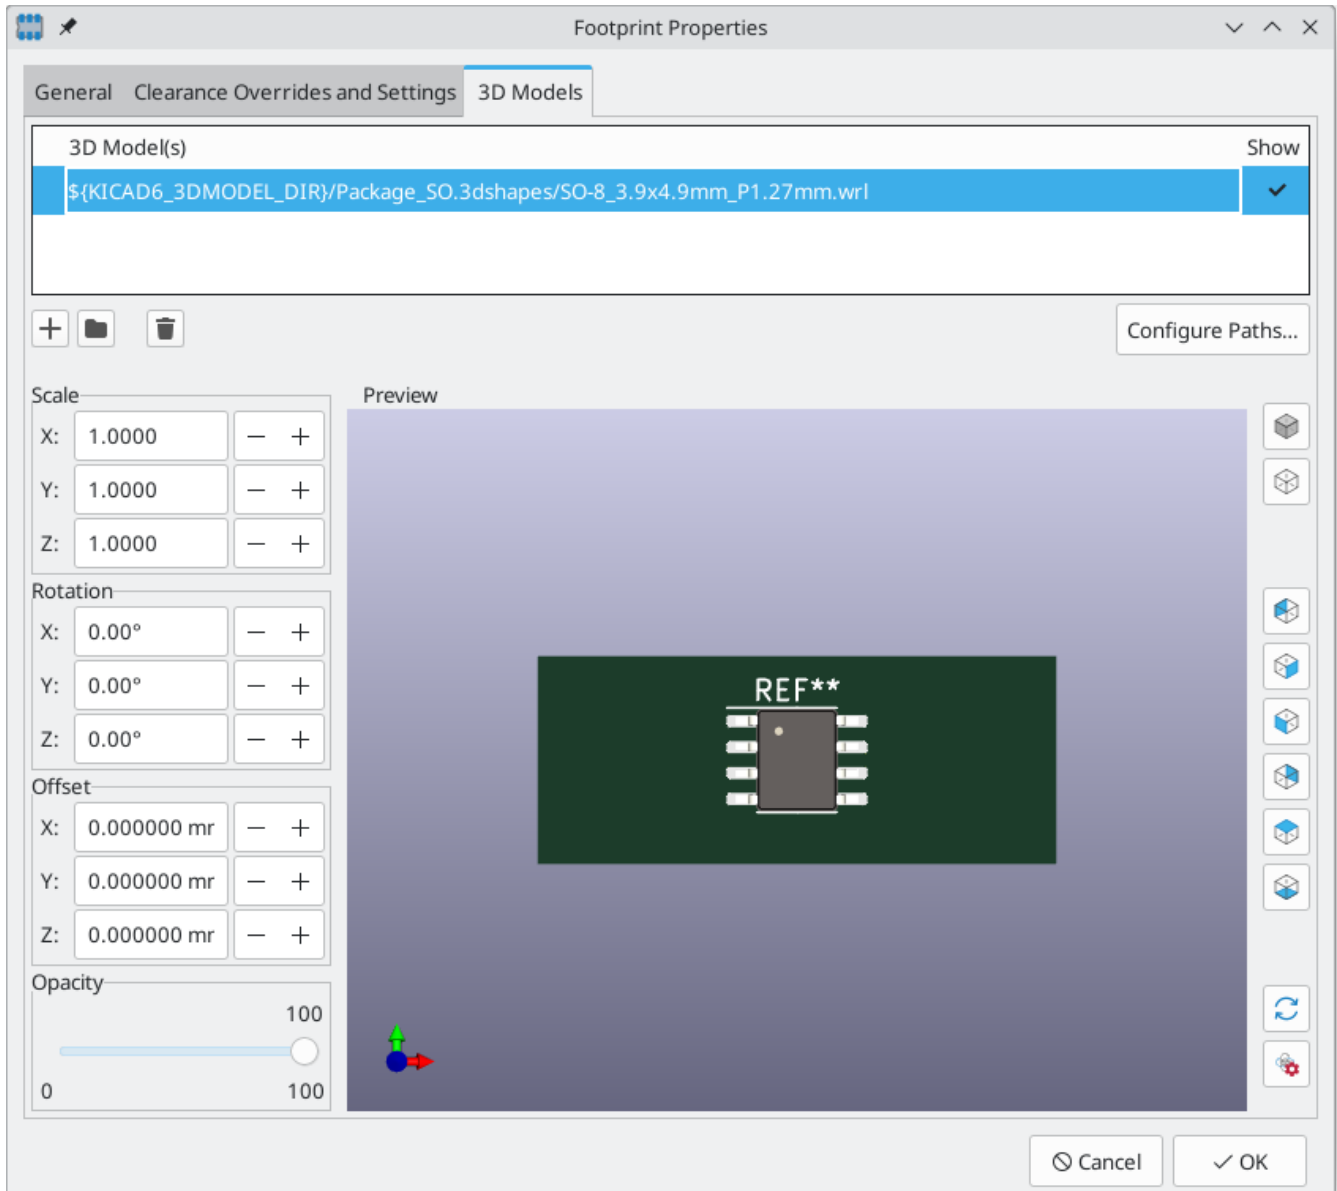 Footprint Properties
General Clearance Overrides and Settings 3D Models
3D Model(s) Show
${KICAD6_3DMODEL_DIR}/Package_SO.3dshapes/SO-8_3.9x4.9mm_P1.27mm.wrl
Configure Paths...
Scale
X: 1.0000
Y: 1.0000
Z: 1.0000
Rotation
X: 0.00°
Y: 0.00°
Z: 0.00°
Offset
X: 0.000000 mr
Y: 0.000000 mr
Z: 0.000000 mr
Opacity
100
0 100
Preview
REF**
Cancel OK